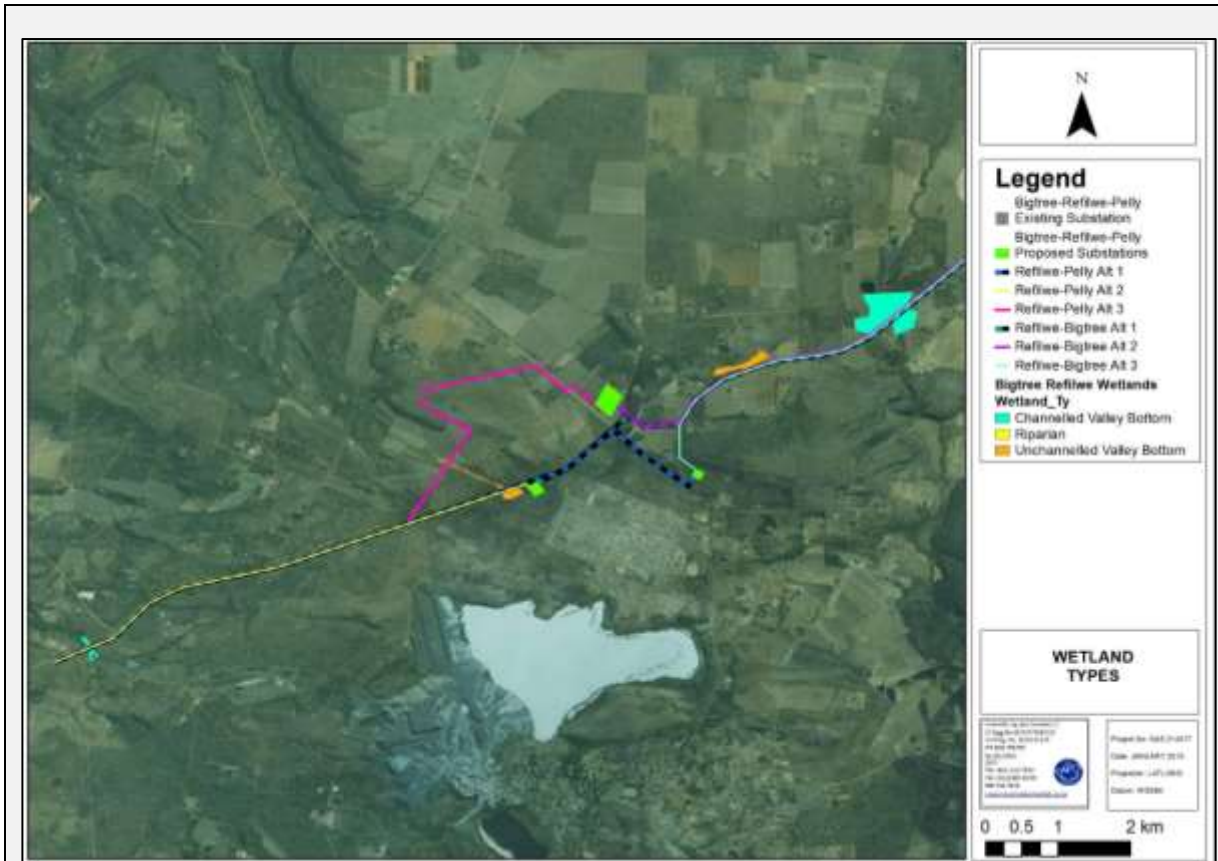 N
Legend
Bigtree-Refilwe-Pelly
Existing Substation
Bigtree-Refilwe-Pelly
Proposed Substations
Refilwe-Pelly Alt 1
Refilwe-Pelly Alt 2
Refilwe-Pelly Alt 3
Refilwe-Bigtree Alt 1
Refilwe-Bigtree Alt 2
Refilwe-Bigtree Alt 3
Bigtree Refilwe Wetlands
Wetland_Ty
Channelled Valley Bottom
Riparian
Unchannelled Valley Bottom
WETLAND
TYPES
0 0.5 1 2 km